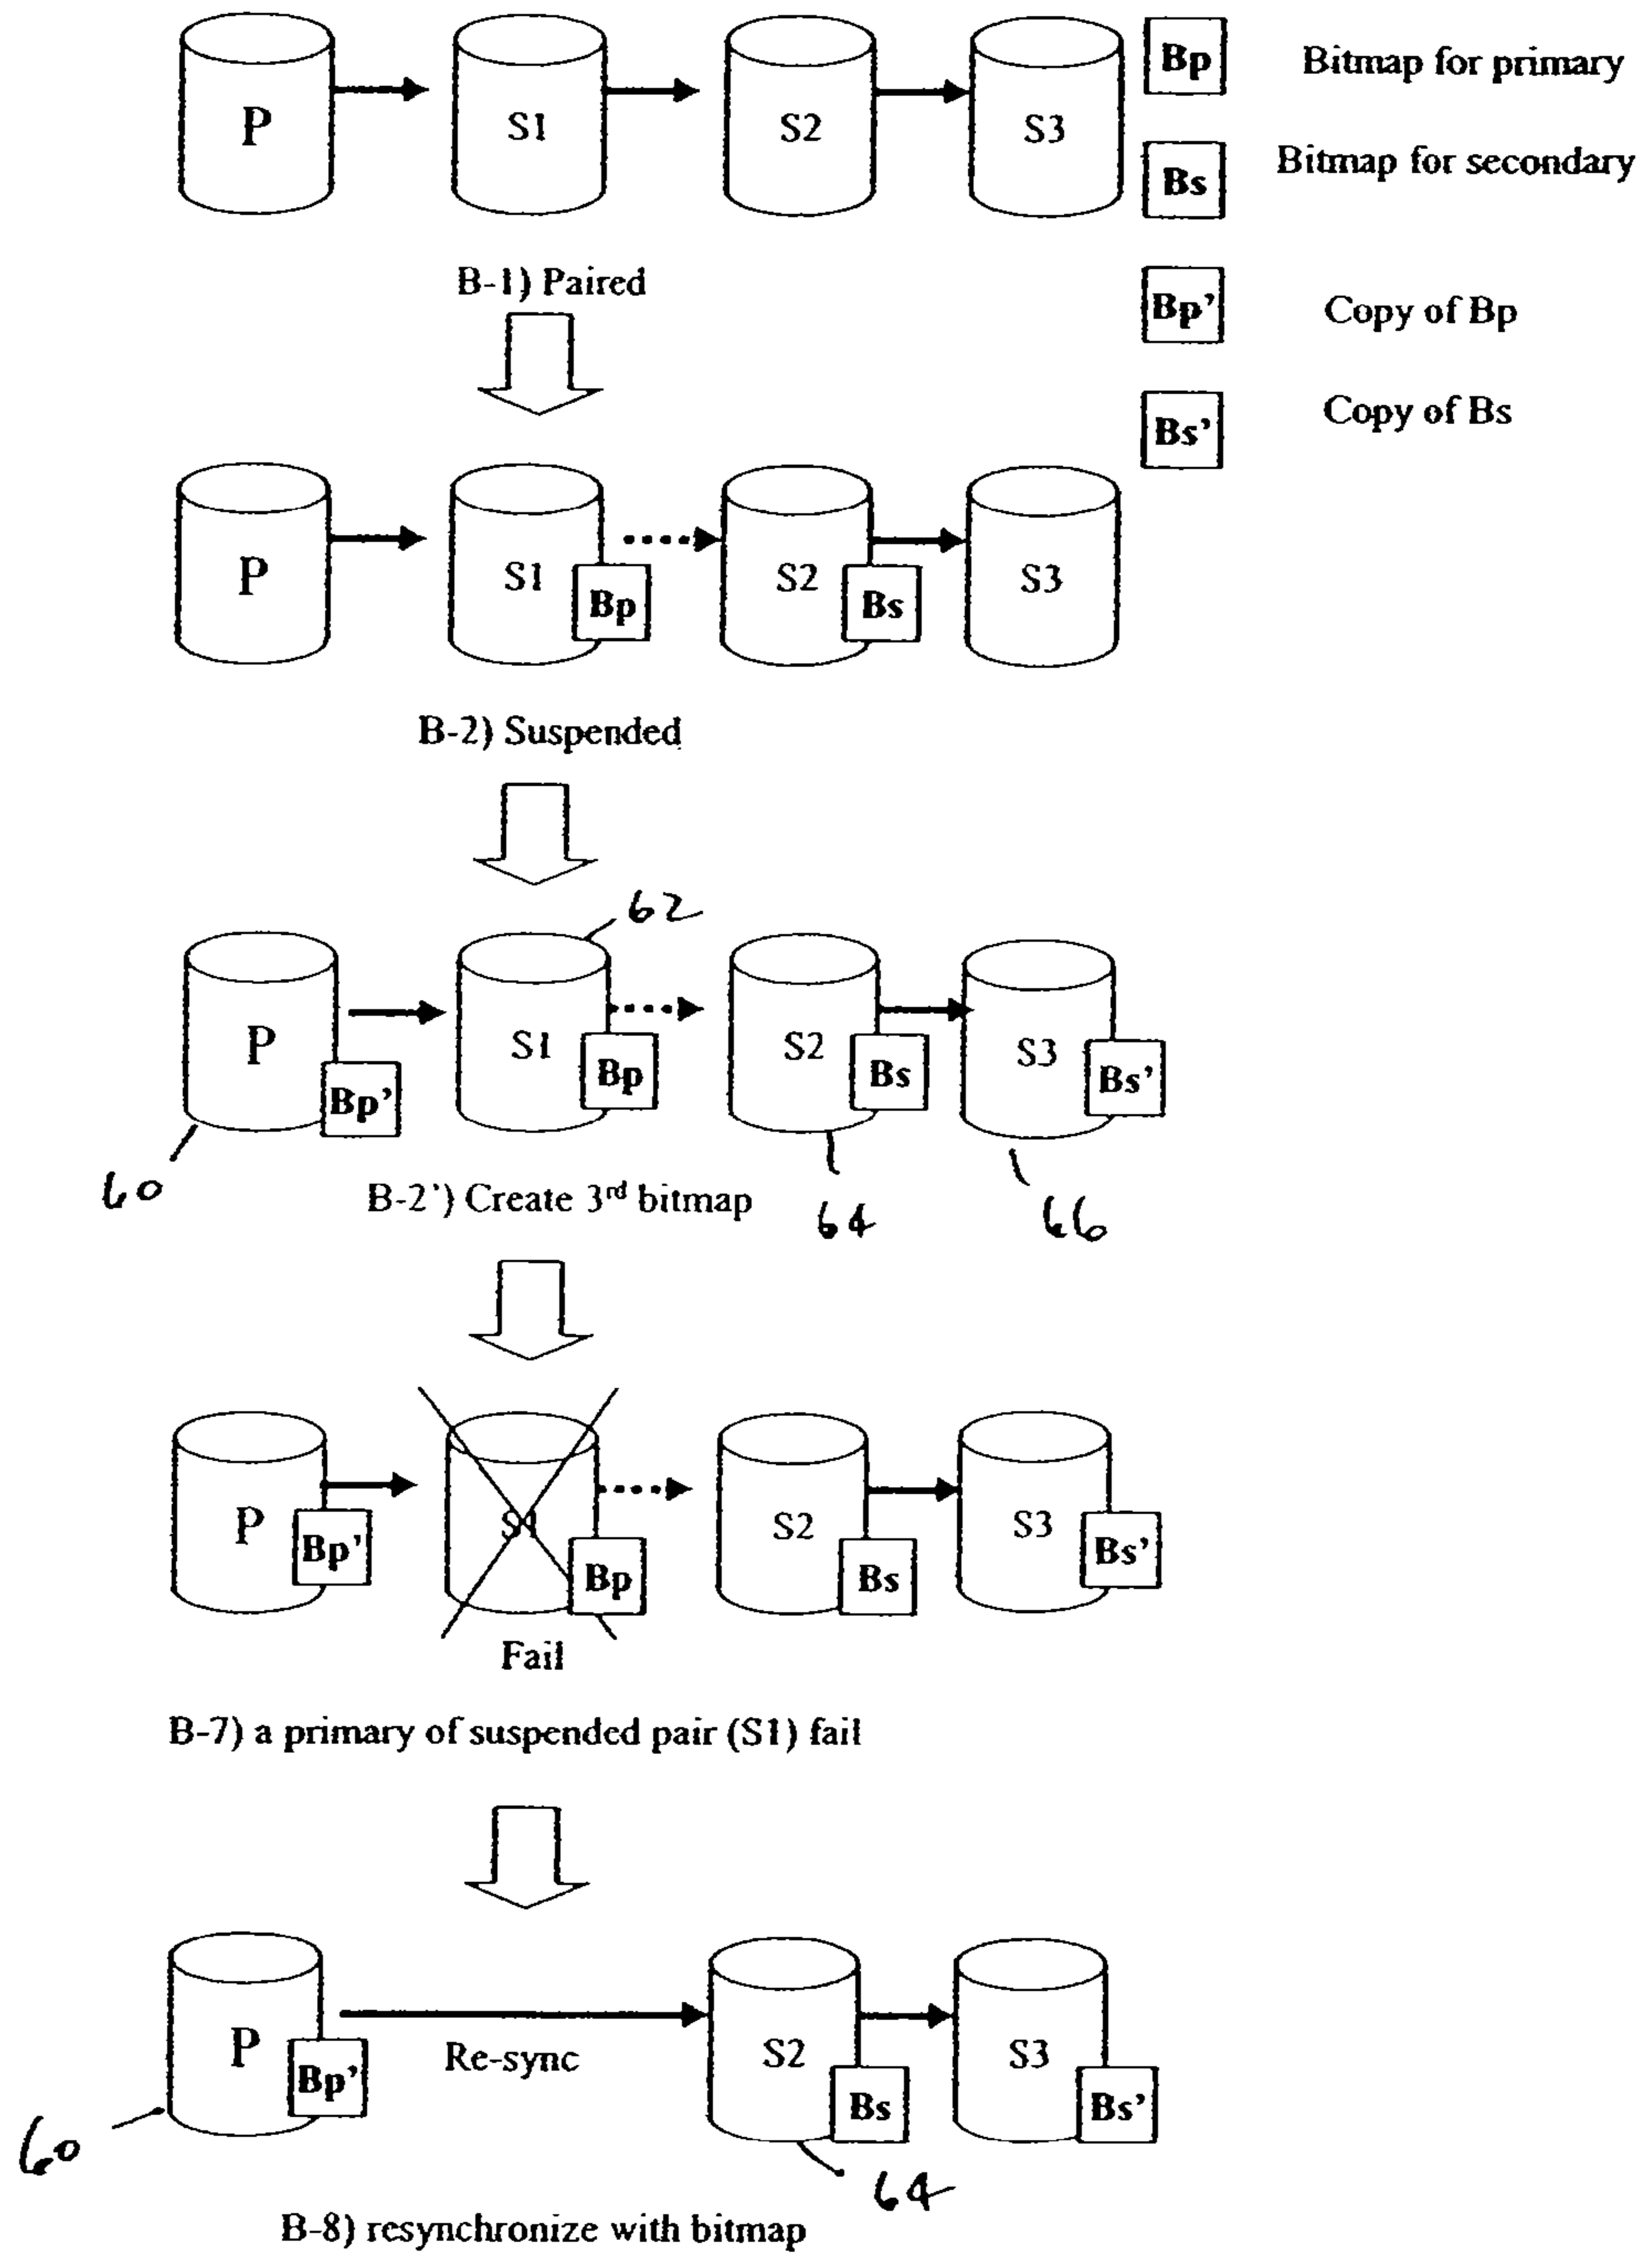 P
S1
S2
S3
Bp
Bitmap for primary
Bs
Bitmap for secondary
Bp’
Copy of Bp
Bs’
Copy of Bs
B-1) Paired
P
S1
Bp
S2
Bs
S3
B-2) Suspended
62
P
Bp’
S1
Bp
S2
Bs
S3
Bs’
60
64
66
B-2’) Create 3rd bitmap
P
Bp’
S1
Bp
S2
Bs
S3
Bs’
Fail
B-7) a primary of suspended pair (S1) fail
P
Bp’
Re-sync
S2
Bs
S3
Bs’
60
64
B-8) resynchronize with bitmap